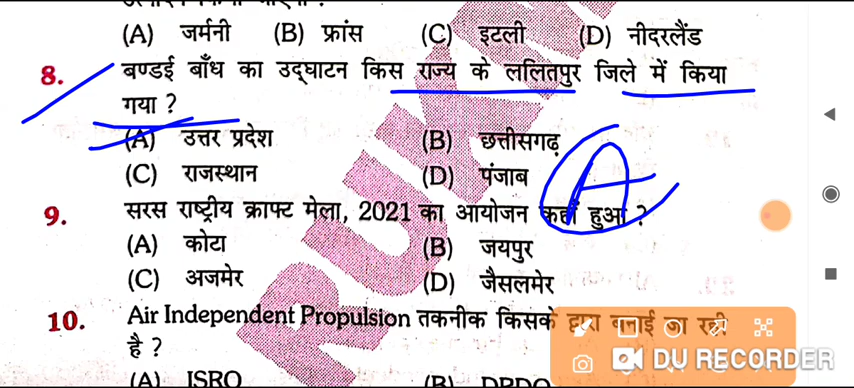 (A) जर्मनी (B) फ्रांस (C) इटली (D) नीदरलैंड
8. बण्डई बाँध का उद्घाटन किस राज्य के ललितपुर जिले में किया
गया ?
(A) उत्तर प्रदेश (B) छत्तीसगढ़
(C) राजस्थान (D) पंजाब
A
9. सरस राष्ट्रीय क्राफ्ट मेला, 2021 का आयोजन कहाँ हुआ ?
(A) कोटा (B) जयपुर
(C) अजमेर (D) जैसलमेर
10. Air Independent Propulsion तकनीक किसके द्वारा बनाई जा रही
है ?
(A) ISRO (B) DRDO
DU RECORDER
RUKM